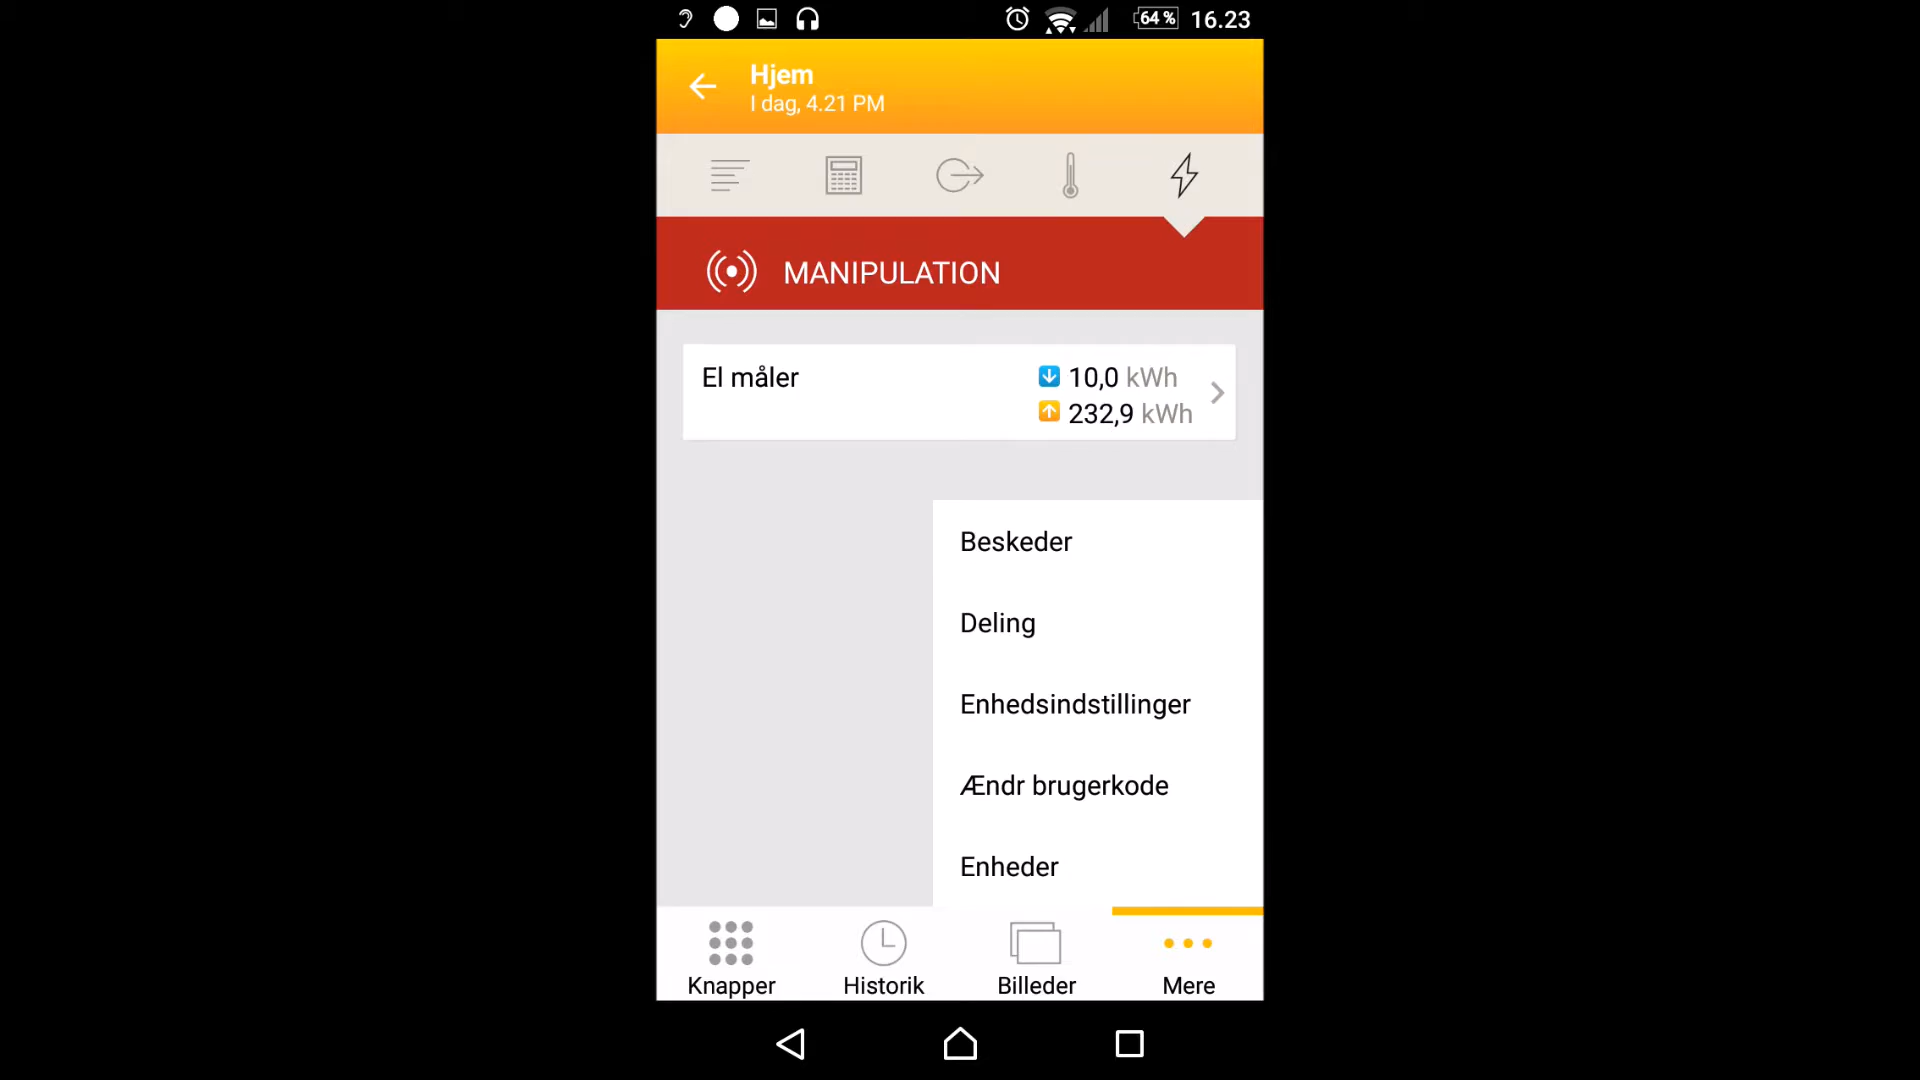 64 % 16.23
Hjem
I dag, 4.21 PM
MANIPULATION
El måler
10,0 kWh
232,9 kWh
Beskeder
Deling
Enhedsindstillinger
Ændr brugerkode
Enheder
Knapper Historik Billeder Mere